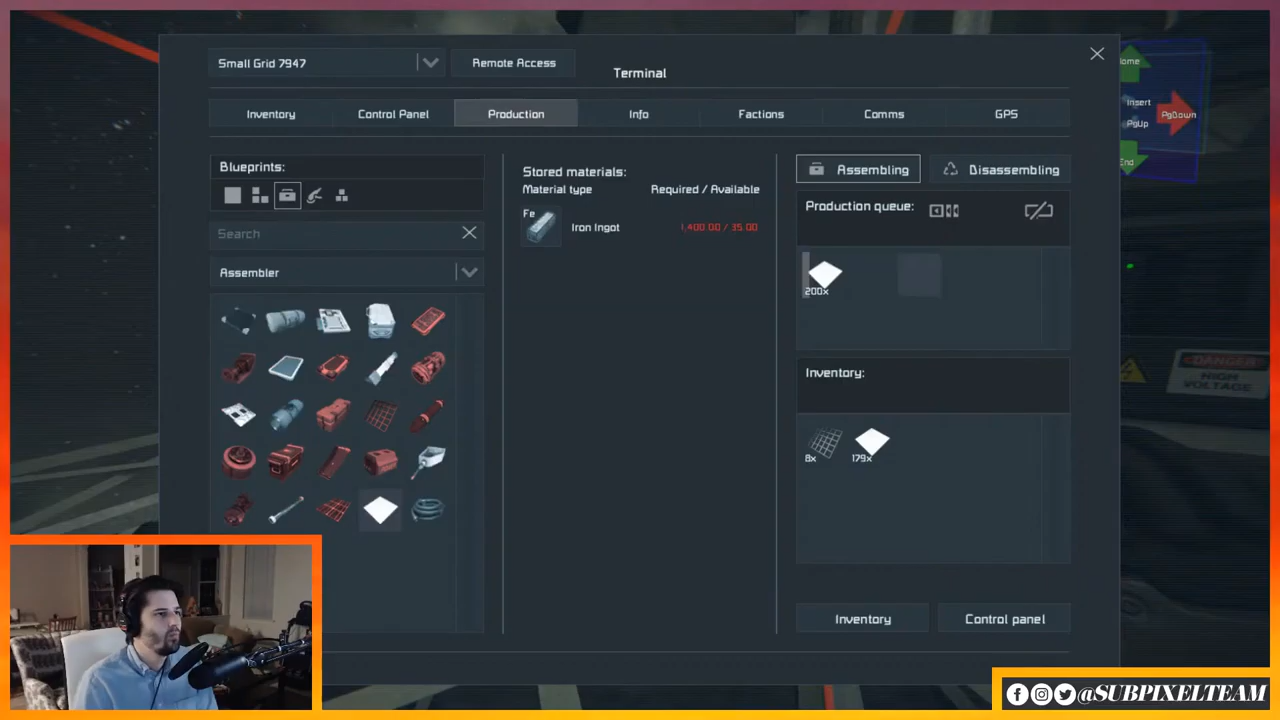 Small Grid 7947
Remote Access
Terminal
Inventory
Control Panel
Production
Info
Factions
Comms
GPS
Blueprints:
Search
Assembler
Stored materials:
Material type Required / Available
Fe
Iron Ingot 1,400.00 / 35.00
Assembling
Disassembling
Production queue:
200x
Inventory:
8x
179x
Inventory
Control panel
Home
Insert
PgUp
PgDown
End
DANGER
HIGH
VOLTAGE
@SUBPIXELTEAM